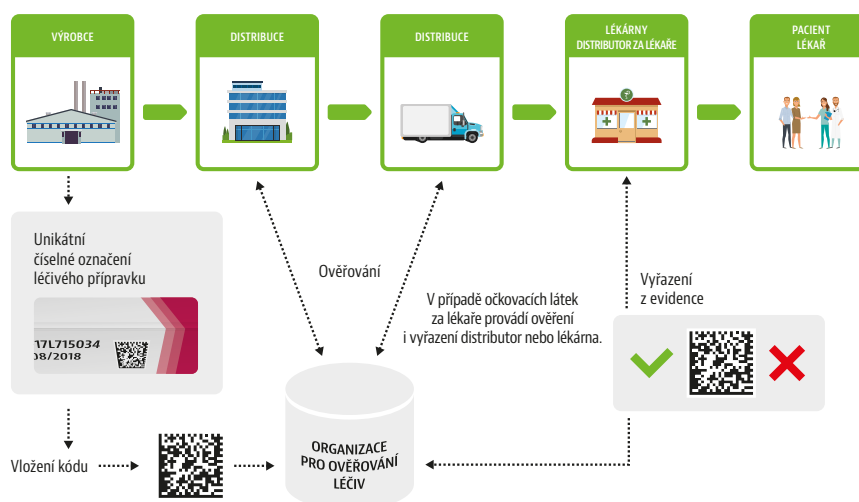 VÝROBCE
DISTRIBUCE
DISTRIBUCE
LÉKÁRNY
DISTRIBUTOR ZA LÉKAŘE
PACIENT
LÉKAŘ
Unikátní
číselné označení
léčivého přípravku
17L715034
08/2018
Ověřování
V případě očkovacích látek
za lékaře provádí ověření
i vyřazení distributor nebo lékárna.
Vyřazení
z evidence
Vložení kódu
ORGANIZACE
PRO OVĚŘOVÁNÍ
LÉČIV